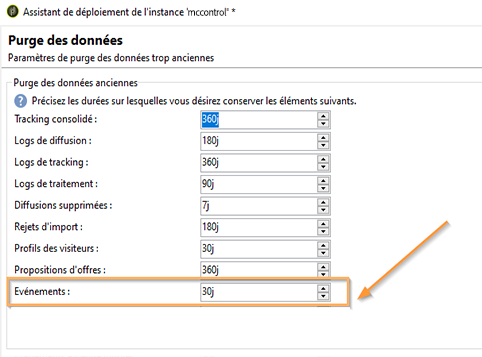 Assistant de déploiement de l'instance 'mccontrol' *
Purge des données
Paramètres de purge des données trop anciennes
Purge des données anciennes
Précisez les durées sur lesquelles vous désirez conserver les éléments suivants.
Tracking consolidé : 360j
Logs de diffusion : 180j
Logs de tracking : 360j
Logs de traitement : 90j
Diffusions supprimées : 7j
Rejets d'import : 180j
Profils des visiteurs : 30j
Propositions d'offres : 360j
Evénements : 30j